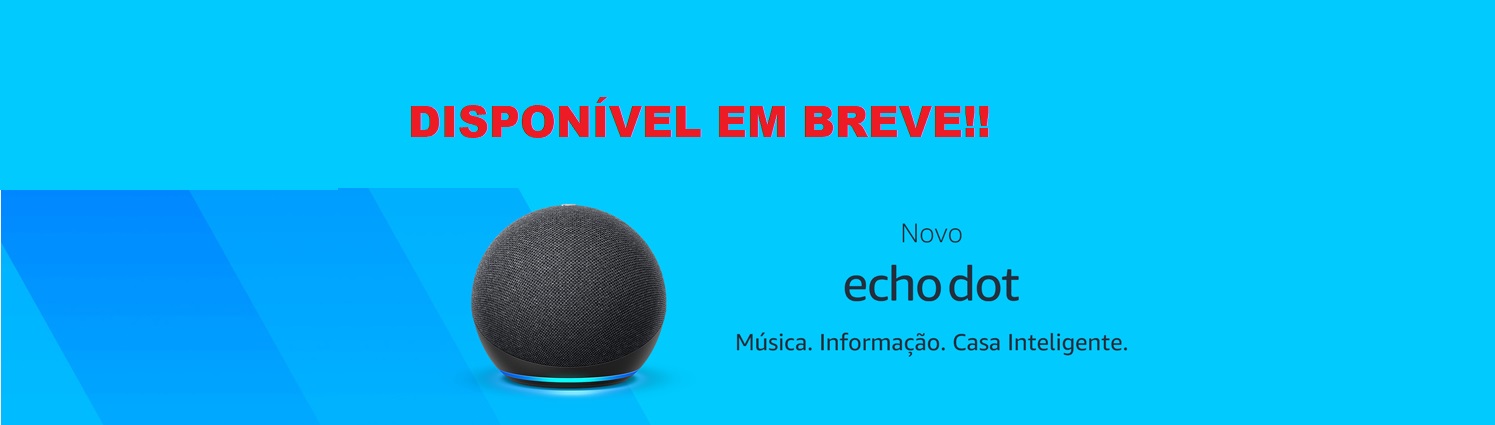 DISPONÍVEL EM BREVE!!
Novo
echo dot
Música. Informação. Casa Inteligente.